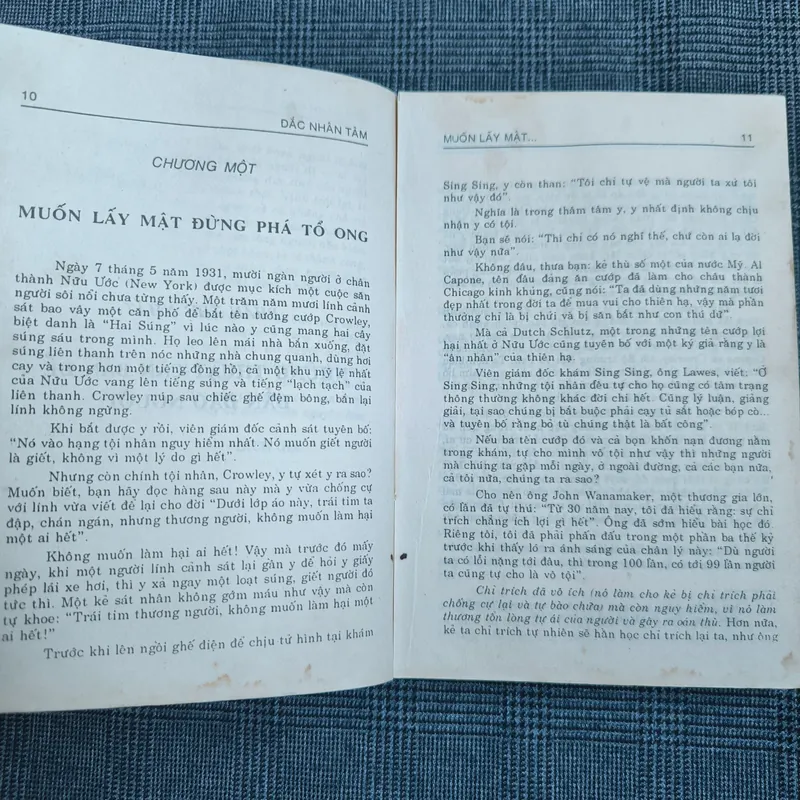 10
ĐẮC NHÂN TÂM
CHƯƠNG MỘT
MUỐN LẤY MẬT ĐỪNG PHÁ TỔ ONG
Ngày 7 tháng 5 năm 1931, mười ngàn người ở châu
thành Nữu Ước (New York) được mục kích một cuộc săn
người sôi nổi chưa từng thấy. Một trăm năm mươi lính cảnh
sát bao vây một căn phố để bắt tên tướng cướp Crowley,
biệt danh là “Hai Súng” vì lúc nào y cũng mang hai cây
súng sáu trong mình. Họ leo lên mái nhà bắn xuống, đặt
súng liên thanh trên nóc những nhà chung quanh, dùng hơi
cay và trong hơn một tiếng đồng hồ, cả một khu mỹ lệ nhất
của Nữu Ước vang lên tiếng súng và tiếng “lạch tạch” của
liên thanh. Crowley núp sau chiếc ghế đệm bông, bắn lại
lính không ngừng.
Khi bắt được y rồi, viên giám đốc cảnh sát tuyên bố:
“Nó vào hạng tội nhân nguy hiểm nhất. Nó muốn giết người
là giết, không vì một lý do gì hết”.
Nhưng còn chính tội nhân, Crowley, y tự xét y ra sao?
Muốn biết, bạn hãy đọc hàng sau này mà y vừa chống cự
với lính vừa viết để lại cho đời “Dưới lớp áo này, trái tim ta
đập, chán ngán, nhưng thương người, không muốn làm hại
một ai hết”.
Không muốn làm hại ai hết! Vậy mà trước đó mấy
ngày, khi một người lính cảnh sát lại gần y để hỏi y giấy
phép lái xe hơi, thì y xả ngay một loạt súng, giết người đó
tức thì. Một kẻ sát nhân không gớm máu như vậy mà còn
tự khoe: “Trái tim thương người, không muốn làm hại một
ai hết!”
Trước khi lên ngồi ghế điện để chịu tử hình tại khám
MUỐN LẤY MẬT...
11
Sing Sing, y còn than: “Tôi chỉ tự vệ mà người ta xử tôi
như vậy đó”.
Nghĩa là trong thâm tâm y, y nhất định không chịu
nhận y có tội.
Bạn sẽ nói: “Thì chỉ có nó nghĩ thế, chứ còn ai lạ đời
như vậy nữa”.
Không đâu, thưa bạn: kẻ thù số một của nước Mỹ. Al
Capone, tên đầu đảng ăn cướp đã làm cho châu thành
Chicago kinh khủng, cũng nói: “Ta đã dùng những năm tươi
đẹp nhất trong đời ta để mua vui cho thiên hạ, vậy mà phần
thưởng chỉ là bị chửi và bị săn bắt như con thú dữ”.
Mà cả Dutch Schlutz, một trong những tên cướp lợi
hại nhất ở Nữu Ước cũng tuyên bố với một ký giả rằng y là
“ân nhân” của thiên hạ.
Viên giám đốc khám Sing Sing, ông Lawes, viết: “Ở
Sing Sing, những tội nhân đều tự cho họ cũng có tâm trạng
thông thường không khác đời chi hết. Cũng lý luận, giảng
giải, tại sao chúng bị bắt buộc phải cạy tủ sắt hoặc bóp cò...
và tuyên bố rằng bỏ tù chúng thật là bất công”.
Nếu ba tên cướp đó và cả bạn khốn nạn đương nằm
trong khám, tự cho mình vô tội như vậy thì những người
mà chúng ta gặp mỗi ngày, ở ngoài đường, cả các bạn nữa,
cả tôi nữa, chúng ta ra sao?
Cho nên ông John Wanamaker, một thương gia lớn,
có lần đã tự thú: “Từ 30 năm nay, tôi đã hiểu rằng: sự chỉ
trích chẳng ích lợi gì hết”. Ông đã sớm hiểu bài học đó.
Riêng tôi, tôi đã phải phấn đấu trong một phần ba thế kỷ
trước khi thấy ló ra ánh sáng của chân lý này: “Dù người
ta có lỗi nặng tới đâu, thì trong 100 lần, có tới 99 lần người
ta cũng tự cho là vô tội”.
Chỉ trích đã vô ích (nó làm cho kẻ bị chỉ trích phải
chống cự lại và tự bào chữa) mà còn nguy hiểm, vì nó làm
thương tổn lòng tự ái của người và gây ra oán thù. Hơn nữa,
kẻ ta chỉ trích tự nhiên sẽ hằn học chỉ trích lại ta, như ông